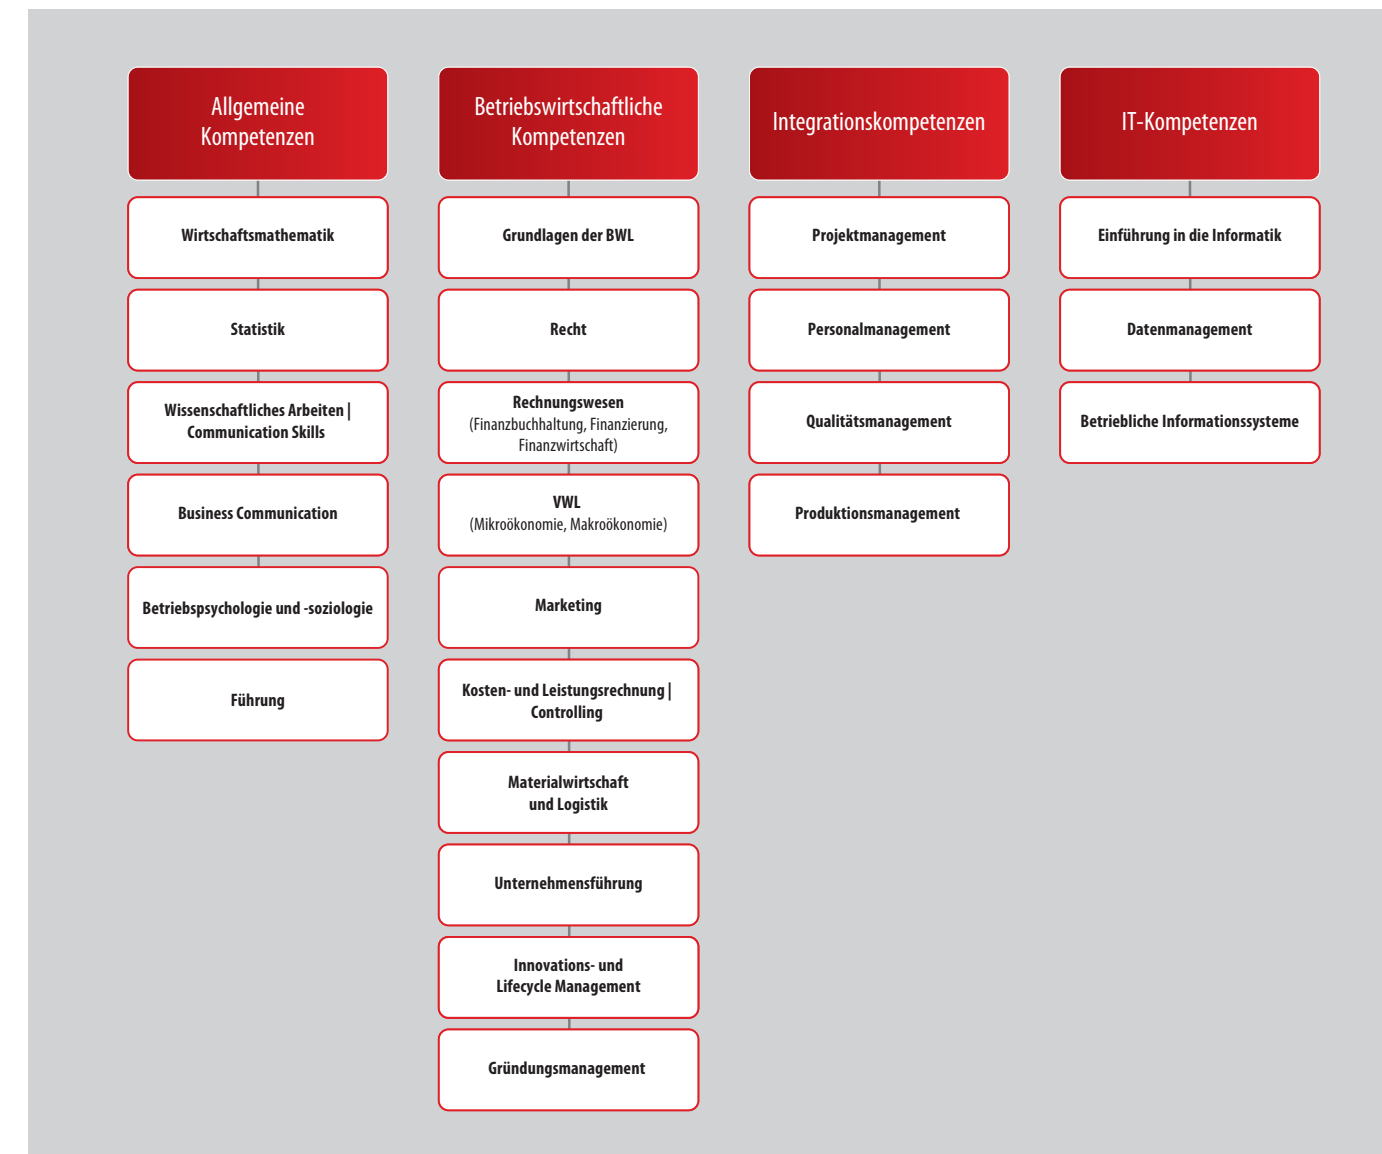 Allgemeine
Kompetenzen
Wirtschaftsmathematik
Statistik
Wissenschaftliches Arbeiten |
Communication Skills
Business Communication
Betriebspsychologie und -soziologie
Führung
Betriebswirtschaftliche
Kompetenzen
Grundlagen der BWL
Recht
Rechnungswesen
(Finanzbuchhaltung, Finanzierung,
Finanzwirtschaft)
VWL
(Mikroökonomie, Makroökonomie)
Marketing
Kosten- und Leistungsrechnung |
Controlling
Materialwirtschaft
und Logistik
Unternehmensführung
Innovations- und
Lifecycle Management
Gründungsmanagement
Integrationskompetenzen
Projektmanagement
Personalmanagement
Qualitätsmanagement
Produktionsmanagement
IT-Kompetenzen
Einführung in die Informatik
Datenmanagement
Betriebliche Informationssysteme